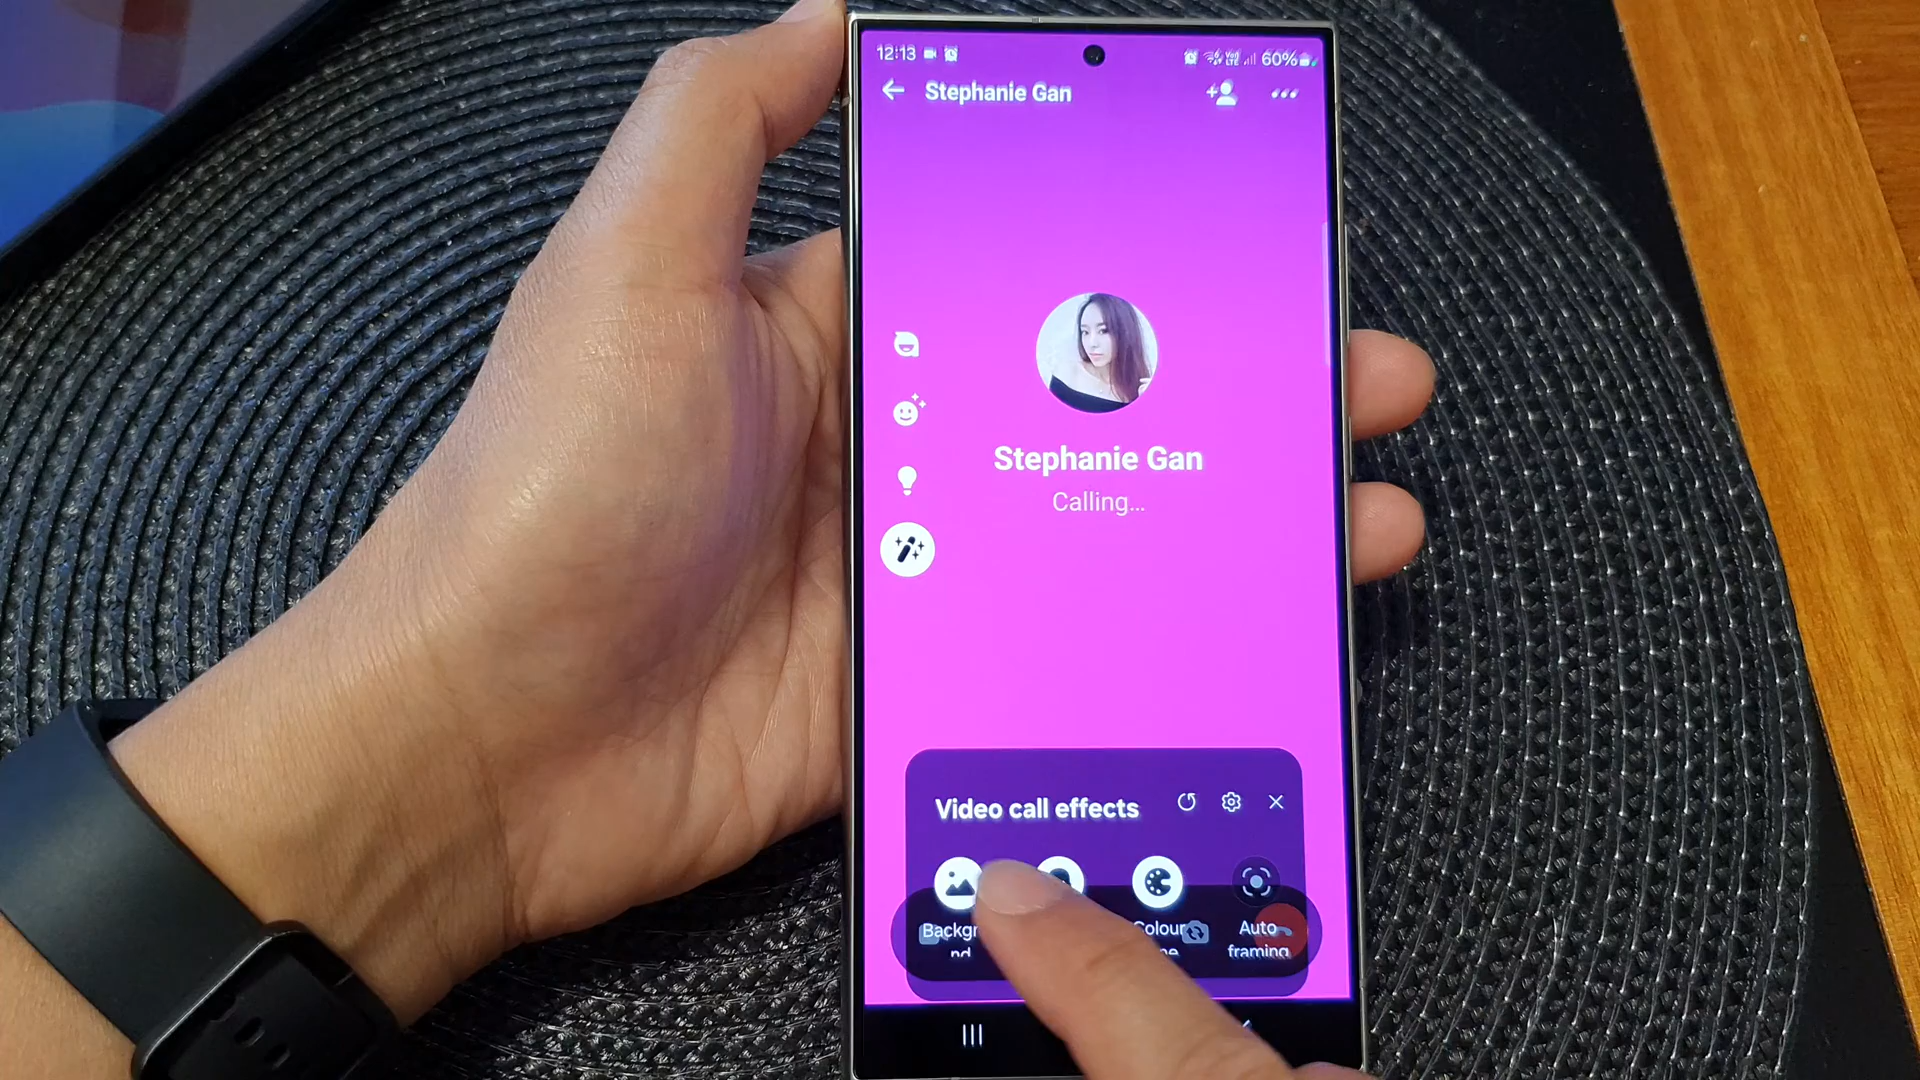 12:13 60%
Stephanie Gan
Stephanie Gan
Calling...
Video call effects
Auto
framing